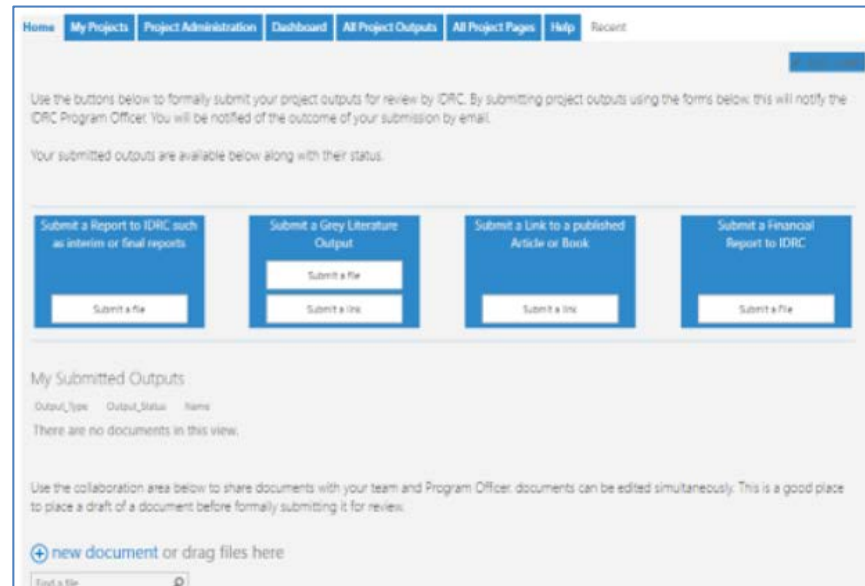 Home My Projects Project Administration Dashboard All Project Outputs All Project Pages Help Recent
Use the buttons below to formally submit your project outputs for review by IDRC. By submitting project outputs using the forms below, this will notify the
IDRC Program Officer. You will be notified of the outcome of your submission by email.
Your submitted outputs are available below along with their status.
Submit a Report to IDRC such
as interim or final reports
Submit a file
Submit a Grey Literature
Output
Submit a file
Submit a link
Submit a Link to a published
Article or Book
Submit a link
Submit a Financial
Report to IDRC
Submit a File
My Submitted Outputs
Output_Type Output_Status Name
There are no documents in this view.
Use the collaboration area below to share documents with your team and Program Officer. documents can be edited simultaneously. This is a good place
to place a draft of a document before formally submitting it for review.
new document or drag files here
Find a file